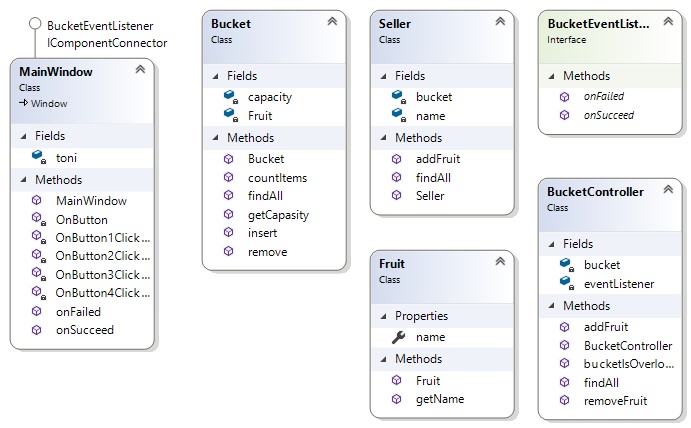 BucketEventListener
IComponentConnector
MainWindow
Class
Window
Fields
toni
Methods
MainWindow
OnButton
OnButton1Click...
OnButton2Click...
OnButton3Click...
OnButton4Click...
onFailed
onSucceed
Bucket
Class
Fields
capacity
Fruit
Methods
Bucket
countItems
findAll
getCapasity
insert
remove
Seller
Class
Fields
bucket
name
Methods
addFruit
findAll
Seller
Fruit
Class
Properties
name
Methods
Fruit
getName
BucketEventList...
Interface
Methods
onFailed
onSucceed
BucketController
Class
Fields
bucket
eventListener
Methods
addFruit
BucketController
bucketIsOverlo...
findAll
removeFruit